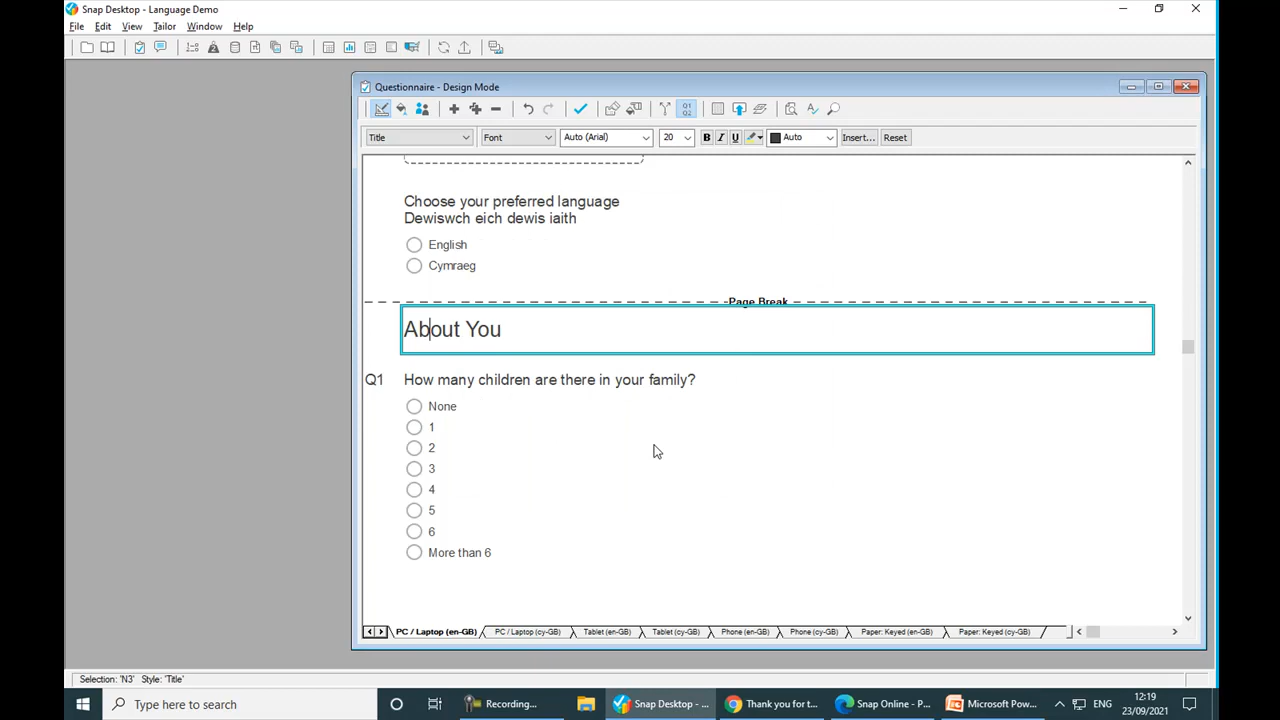 Snap Desktop - Language Demo
File Edit View Tailor Window Help
Questionnaire - Design Mode
Q1
Q2
Title Font Auto (Arial) 20 B I U Auto Insert... Reset
Choose your preferred language
Dewiswch eich dewis iaith
English
Cymraeg
Page Break
About You
Q1 How many children are there in your family?
None
1
2
3
4
5
6
More than 6
PC / Laptop (en-GB) PC / Laptop (cy-GB) Tablet (en-GB) Tablet (cy-GB) Phone (en-GB) Phone (cy-GB) Paper: Keyed (en-GB) Paper: Keyed (cy-GB)
Selection: 'N3' Style: 'Title'
Type here to search Recording... Snap Desktop - ... Thank you for t... Snap Online - P... Microsoft Pow... ENG 12:19
23/09/2021